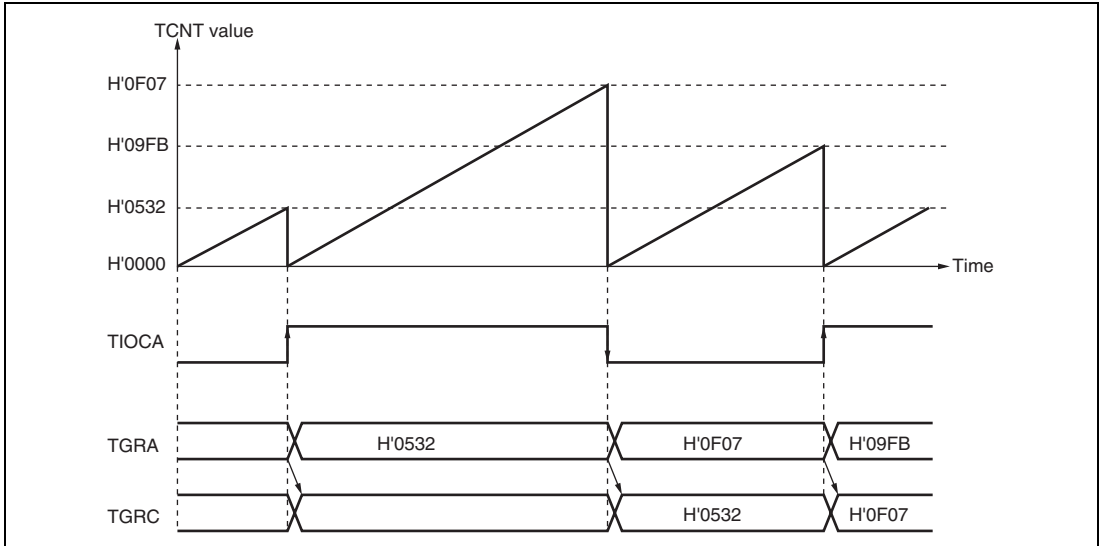 TCNT value
H'0F07
H'09FB
H'0532
H'0000
Time
TIOCA
TGRA H'0532 H'0F07 H'09FB
TGRC H'0532 H'0F07